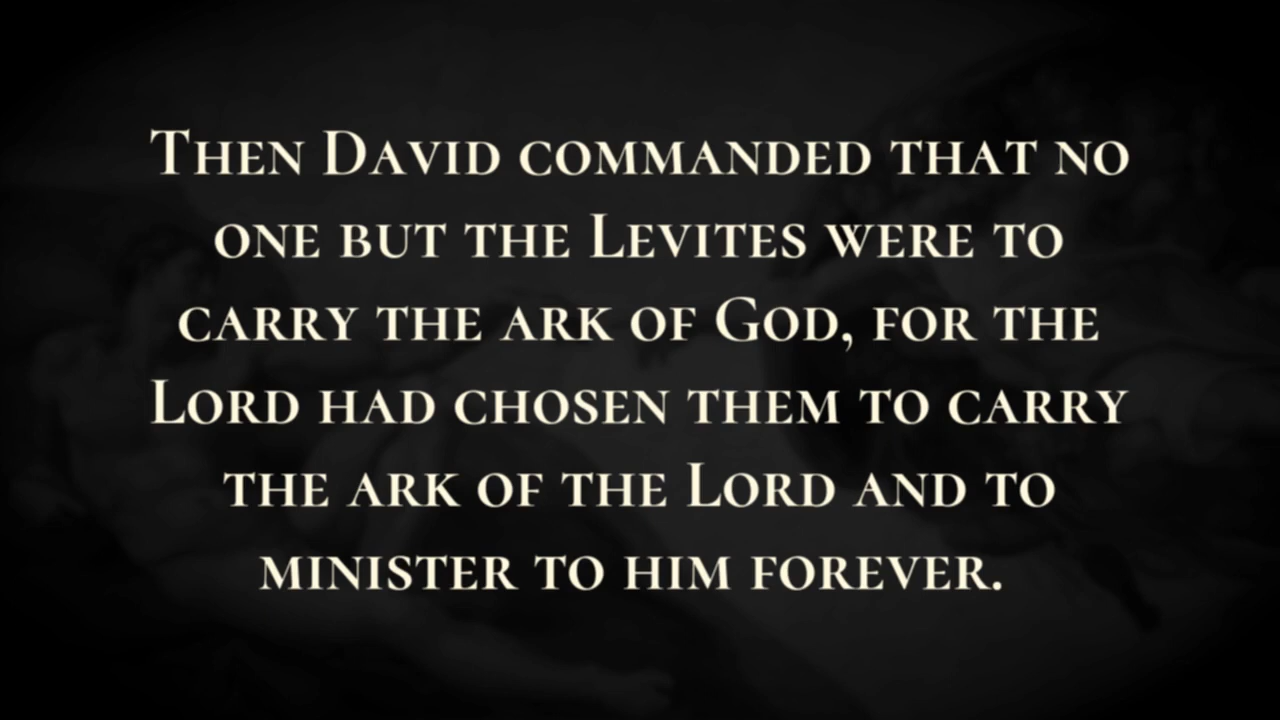 Then David commanded that no
one but the Levites were to
carry the ark of God, for the
Lord had chosen them to carry
the ark of the Lord and to
minister to him forever.